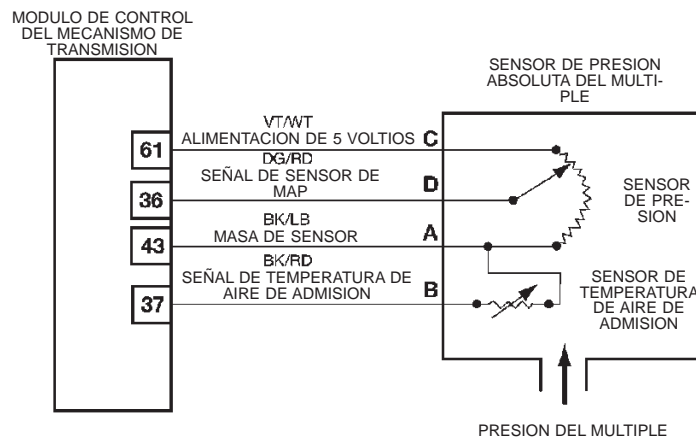 MODULO DE CONTROL
DEL MECANISMO DE
TRANSMISION
SENSOR DE PRESION
ABSOLUTA DEL MULTI-
PLE
VT/WT
61
ALIMENTACION DE 5 VOLTIOS
C
DG/RD
SEÑAL DE SENSOR DE
MAP
36
D
SENSOR
DE PRE-
SION
BK/LB
43
MASA DE SENSOR
A
BK/RD
SEÑAL DE TEMPERATURA DE
AIRE DE ADMISION
37
B
SENSOR DE
TEMPERATURA
DE AIRE DE
ADMISION
PRESION DEL MULTIPLE